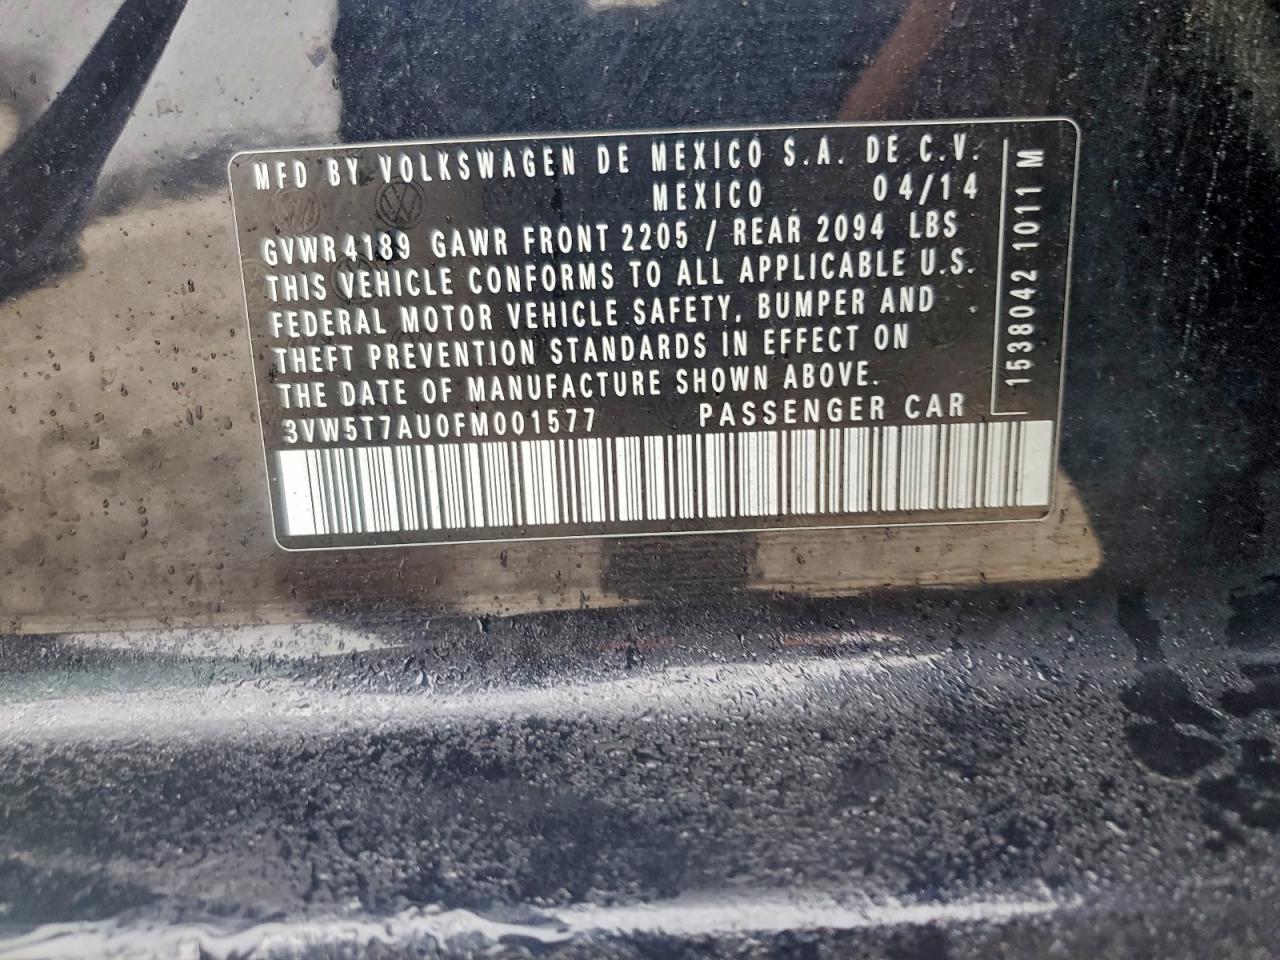 MFD BY VOLKSWAGEN DE MEXICO S.A. DE C.V.
MEXICO 04/14
GVWR 4189 GAWR FRONT 2205 / REAR 2094 LBS
THIS VEHICLE CONFORMS TO ALL APPLICABLE U.S.
FEDERAL MOTOR VEHICLE SAFETY, BUMPER AND
THEFT PREVENTION STANDARDS IN EFFECT ON
THE DATE OF MANUFACTURE SHOWN ABOVE.
3VW5T7AU0FM001577 PASSENGER CAR
1538042 1011 M